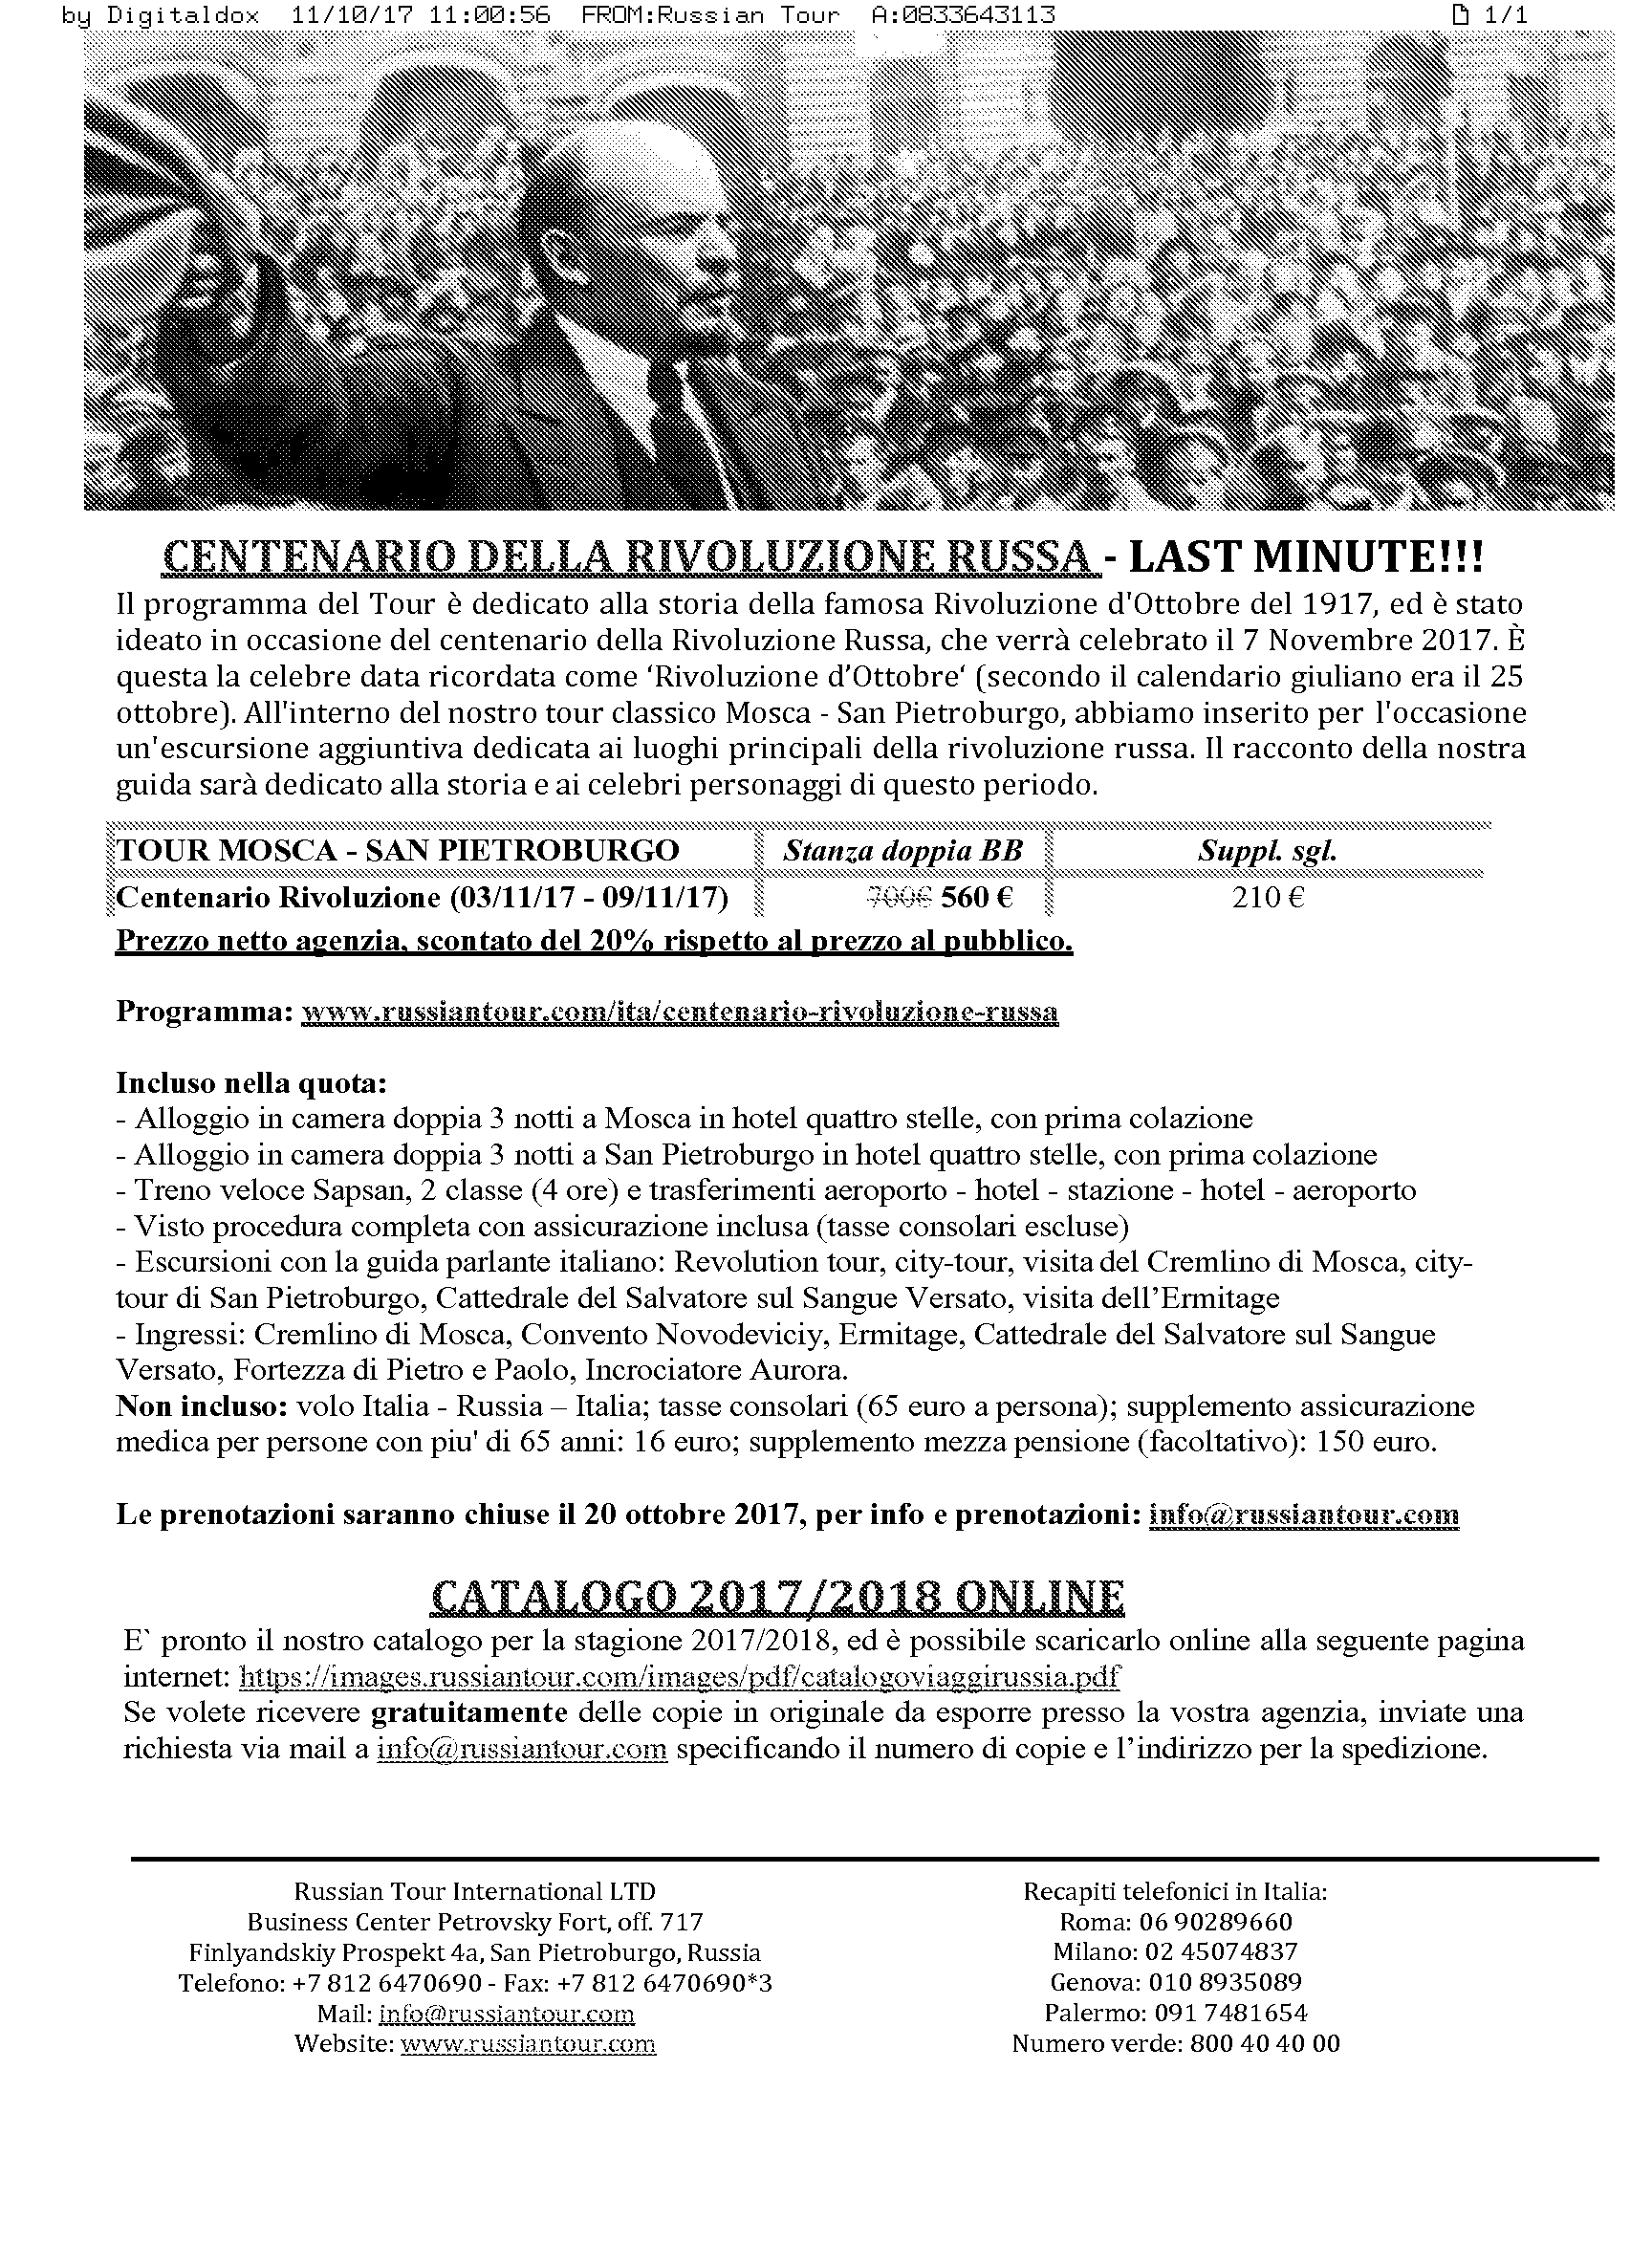 by Digitaldox 11/10/17 11:00:56 FROM:Russian Tour A:0833643113 1/1
CENTENARIO DELLA RIVOLUZIONE RUSSA - LAST MINUTE!!!
Il programma del Tour è dedicato alla storia della famosa Rivoluzione d'Ottobre del 1917, ed è stato
ideato in occasione del centenario della Rivoluzione Russa, che verrà celebrato il 7 Novembre 2017. È
questa la celebre data ricordata come ‘Rivoluzione d’Ottobre‘ (secondo il calendario giuliano era il 25
ottobre). All'interno del nostro tour classico Mosca - San Pietroburgo, abbiamo inserito per l'occasione
un'escursione aggiuntiva dedicata ai luoghi principali della rivoluzione russa. Il racconto della nostra
guida sarà dedicato alla storia e ai celebri personaggi di questo periodo.
TOUR MOSCA - SAN PIETROBURGO Stanza doppia BB Suppl. sgl.
Centenario Rivoluzione (03/11/17 - 09/11/17) 700€ 560 € 210 €
Prezzo netto agenzia, scontato del 20% rispetto al prezzo al pubblico.
Programma: www.russiantour.com/ita/centenario-rivoluzione-russa
Incluso nella quota:
- Alloggio in camera doppia 3 notti a Mosca in hotel quattro stelle, con prima colazione
- Alloggio in camera doppia 3 notti a San Pietroburgo in hotel quattro stelle, con prima colazione
- Treno veloce Sapsan, 2 classe (4 ore) e trasferimenti aeroporto - hotel - stazione - hotel - aeroporto
- Visto procedura completa con assicurazione inclusa (tasse consolari escluse)
- Escursioni con la guida parlante italiano: Revolution tour, city-tour, visita del Cremlino di Mosca, city-
tour di San Pietroburgo, Cattedrale del Salvatore sul Sangue Versato, visita dell’Ermitage
- Ingressi: Cremlino di Mosca, Convento Novodeviciy, Ermitage, Cattedrale del Salvatore sul Sangue
Versato, Fortezza di Pietro e Paolo, Incrociatore Aurora.
Non incluso: volo Italia - Russia – Italia; tasse consolari (65 euro a persona); supplemento assicurazione
medica per persone con piu' di 65 anni: 16 euro; supplemento mezza pensione (facoltativo): 150 euro.
Le prenotazioni saranno chiuse il 20 ottobre 2017, per info e prenotazioni: info@russiantour.com
CATALOGO 2017/2018 ONLINE
E` pronto il nostro catalogo per la stagione 2017/2018, ed è possibile scaricarlo online alla seguente pagina
internet: https://images.russiantour.com/images/pdf/catalogoviaggirussia.pdf
Se volete ricevere gratuitamente delle copie in originale da esporre presso la vostra agenzia, inviate una
richiesta via mail a info@russiantour.com specificando il numero di copie e l’indirizzo per la spedizione.
Russian Tour International LTD
Business Center Petrovsky Fort, off. 717
Finlyandskiy Prospekt 4a, San Pietroburgo, Russia
Telefono: +7 812 6470690 - Fax: +7 812 6470690*3
Mail: info@russiantour.com
Website: www.russiantour.com
Recapiti telefonici in Italia:
Roma: 06 90289660
Milano: 02 45074837
Genova: 010 8935089
Palermo: 091 7481654
Numero verde: 800 40 40 00